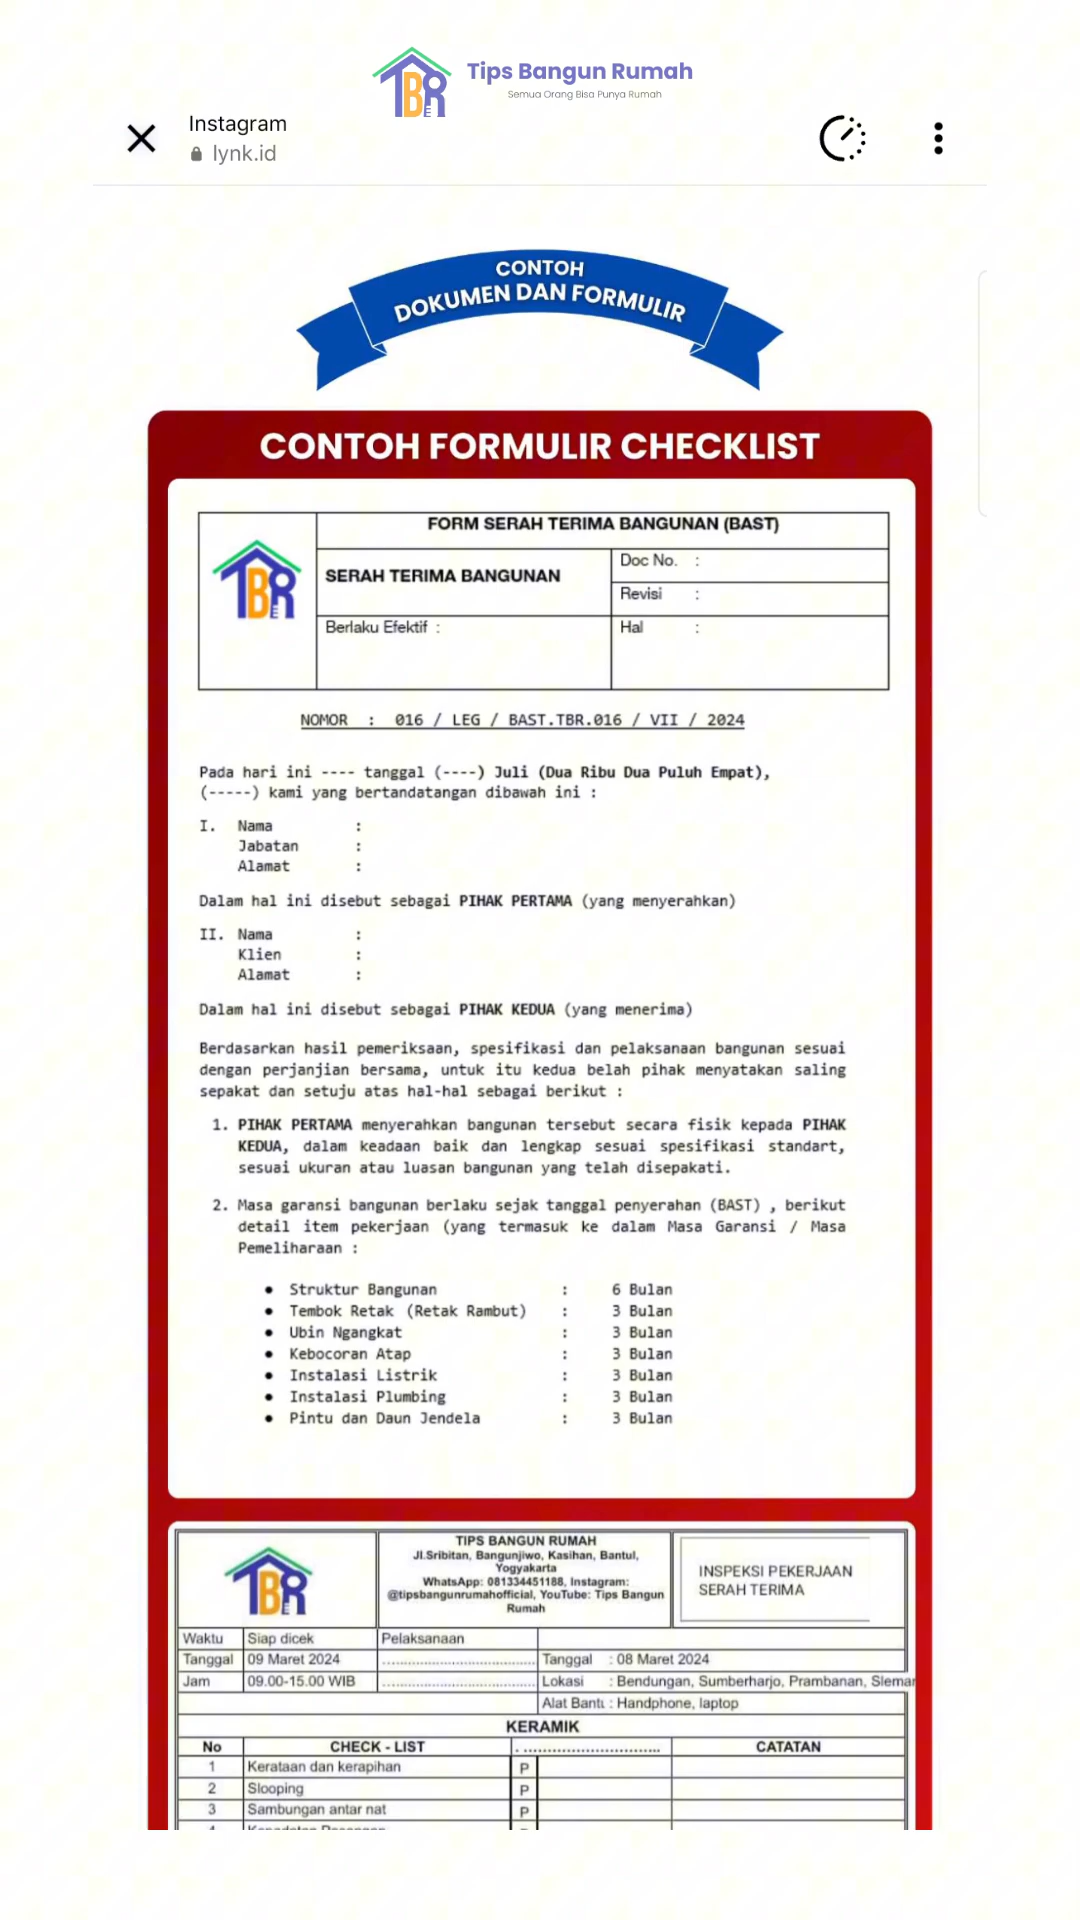 Tips Bangun Rumah
Semua Orang Bisa Punya Rumah
TBR
Instagram
lynk.id
CONTOH
DOKUMEN DAN FORMULIR
CONTOH FORMULIR CHECKLIST
TBR
FORM SERAH TERIMA BANGUNAN (BAST)
SERAH TERIMA BANGUNAN
Doc No. :
Revisi :
Berlaku Efektif :
Hal :
NOMOR : 016 / LEG / BAST.TBR.016 / VII / 2024
Pada hari ini ---- tanggal (----) Juli (Dua Ribu Dua Puluh Empat),
(-----) kami yang bertandatangan dibawah ini :
I. Nama :
Jabatan :
Alamat :
Dalam hal ini disebut sebagai PIHAK PERTAMA (yang menyerahkan)
II. Nama :
Klien :
Alamat :
Dalam hal ini disebut sebagai PIHAK KEDUA (yang menerima)
Berdasarkan hasil pemeriksaan, spesifikasi dan pelaksanaan bangunan sesuai
dengan perjanjian bersama, untuk itu kedua belah pihak menyatakan saling
sepakat dan setuju atas hal-hal sebagai berikut :
1. PIHAK PERTAMA menyerahkan bangunan tersebut secara fisik kepada PIHAK
KEDUA, dalam keadaan baik dan lengkap sesuai spesifikasi standart,
sesuai ukuran atau luasan bangunan yang telah disepakati.
2. Masa garansi bangunan berlaku sejak tanggal penyerahan (BAST) , berikut
detail item pekerjaan (yang termasuk ke dalam Masa Garansi / Masa
Pemeliharaan :
• Struktur Bangunan : 6 Bulan
• Tembok Retak (Retak Rambut) : 3 Bulan
• Ubin Ngangkat : 3 Bulan
• Kebocoran Atap : 3 Bulan
• Instalasi Listrik : 3 Bulan
• Instalasi Plumbing : 3 Bulan
• Pintu dan Daun Jendela : 3 Bulan
TBR
TIPS BANGUN RUMAH
Jl.Sribitan, Bangunjiwo, Kasihan, Bantul,
Yogyakarta
WhatsApp: 081334451188, Instagram:
@tipsbangunrumahofficial, YouTube: Tips Bangun
Rumah
INSPEKSI PEKERJAAN
SERAH TERIMA
Waktu Siap dicek Pelaksanaan
Tanggal 09 Maret 2024 .................................... Tanggal : 08 Maret 2024
Jam 09.00-15.00 WIB .................................... Lokasi : Bendungan, Sumberharjo, Prambanan, Sleman
Alat Bantu : Handphone, laptop
KERAMIK
No CHECK - LIST . ............................... CATATAN
1 Kerataan dan kerapihan P
2 Slooping P
3 Sambungan antar nat P